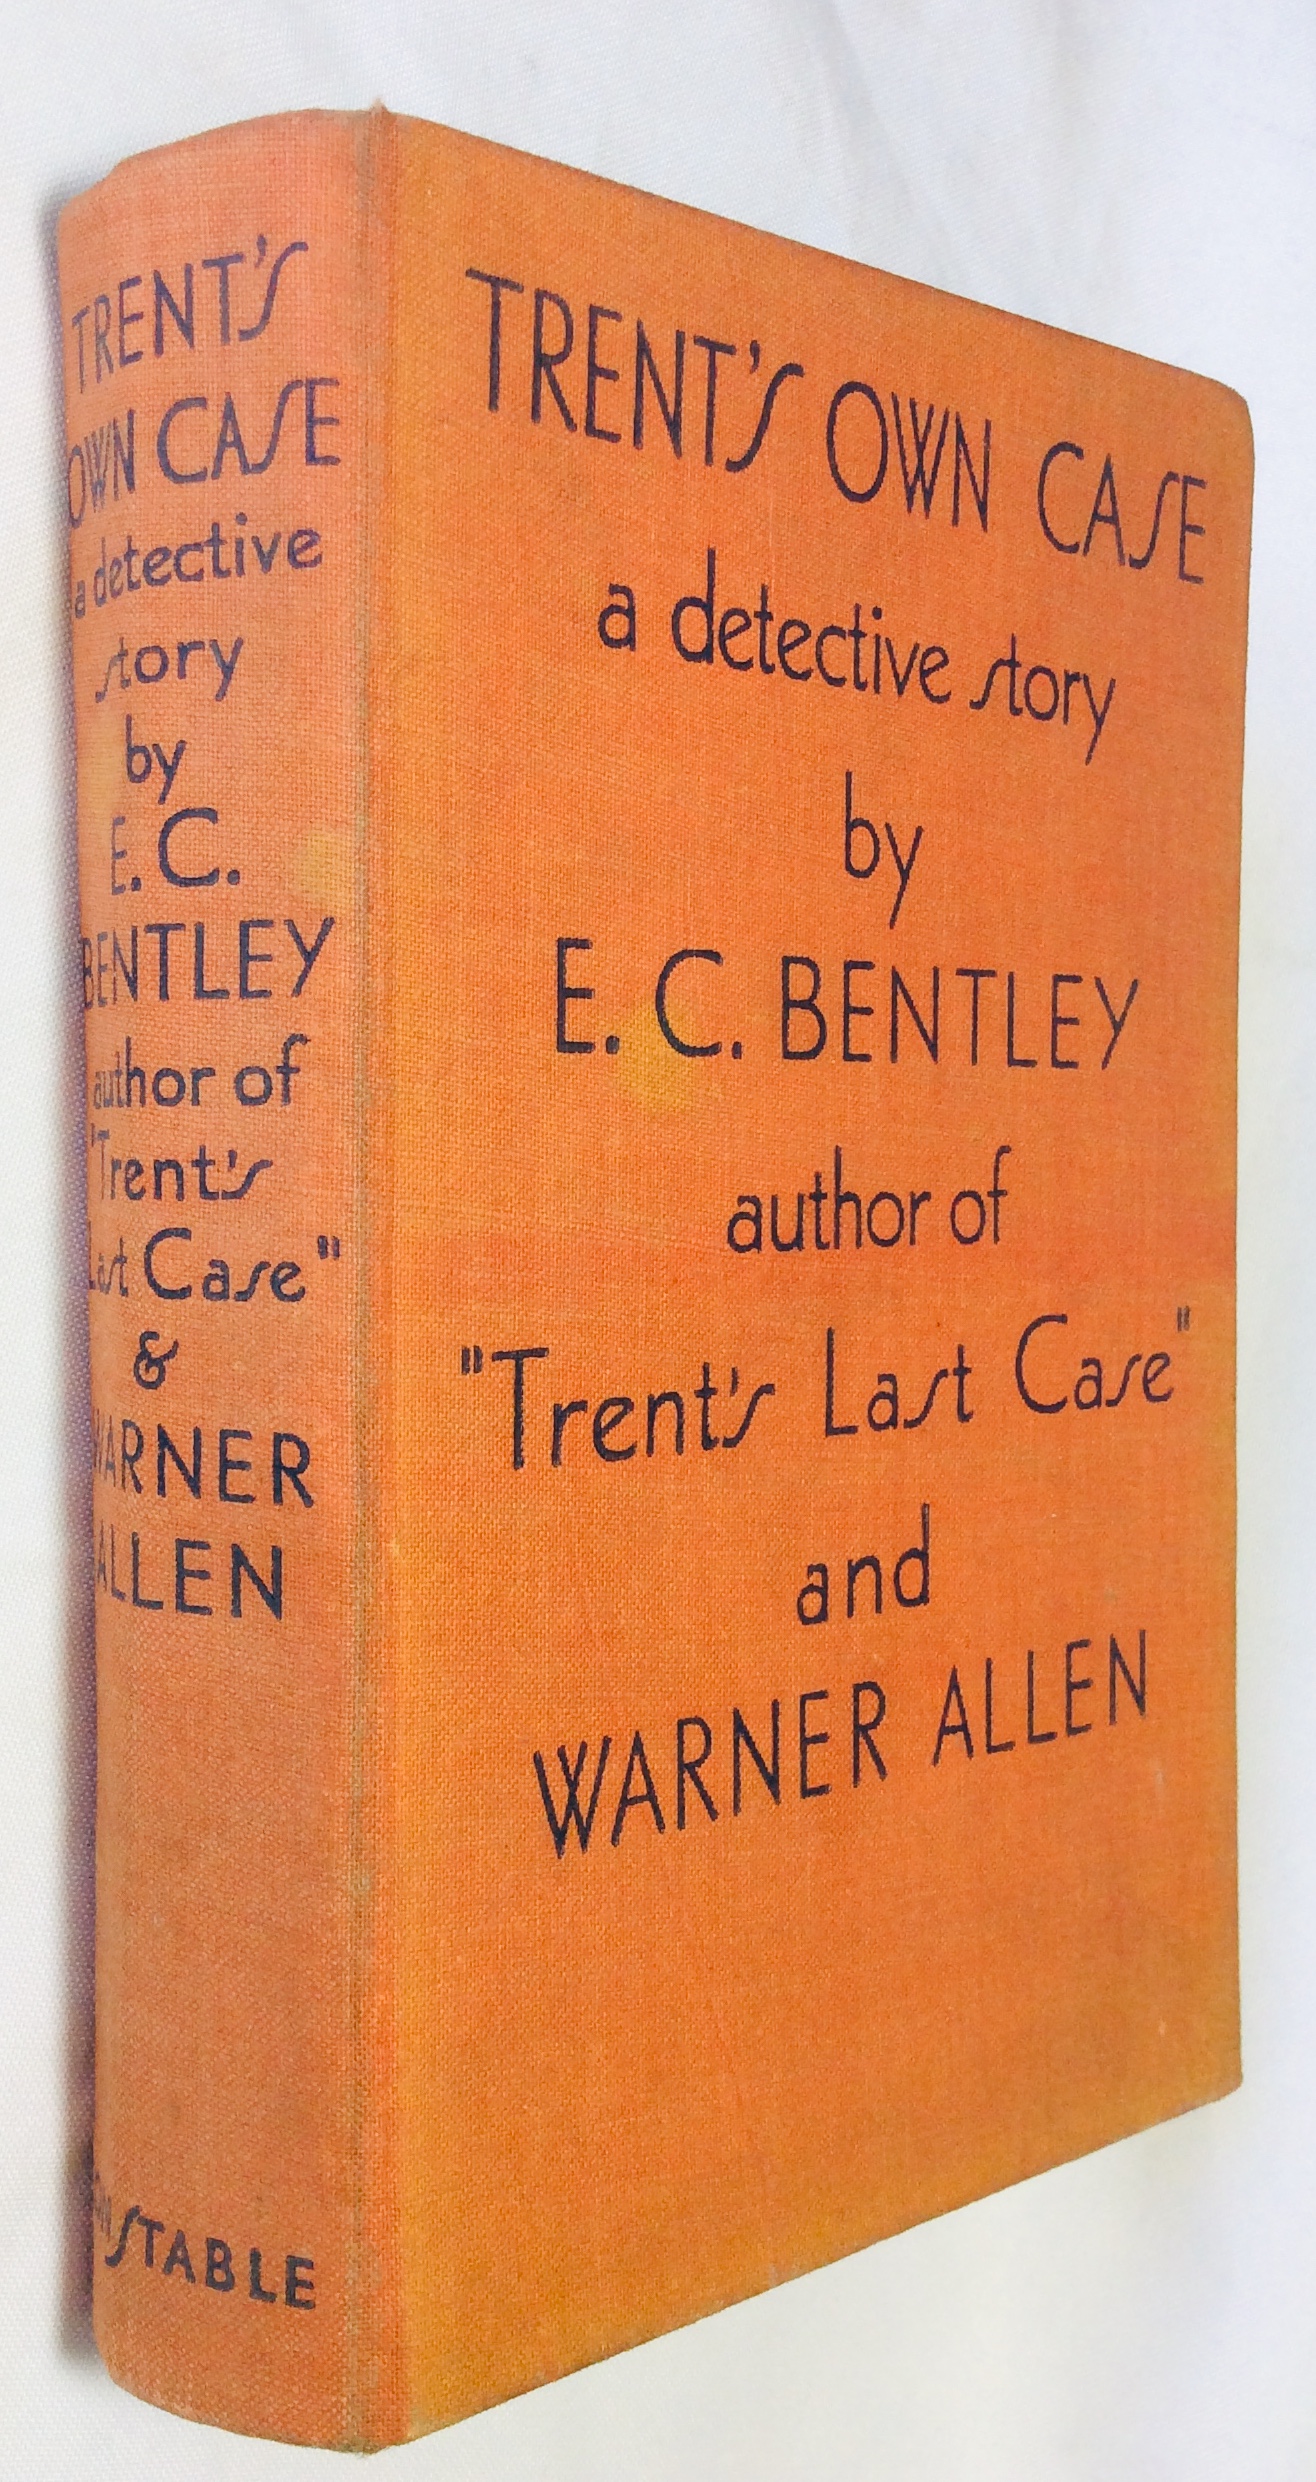 TRENT'S
OWN CASE
a detective
story
by
E. C.
BENTLEY
author of
"Trent's
Last Case"
&
WARNER
ALLEN
CONSTABLE
TRENT'S OWN CASE
a detective story
by
E. C. BENTLEY
author of
"Trent's Last Case"
and
WARNER ALLEN